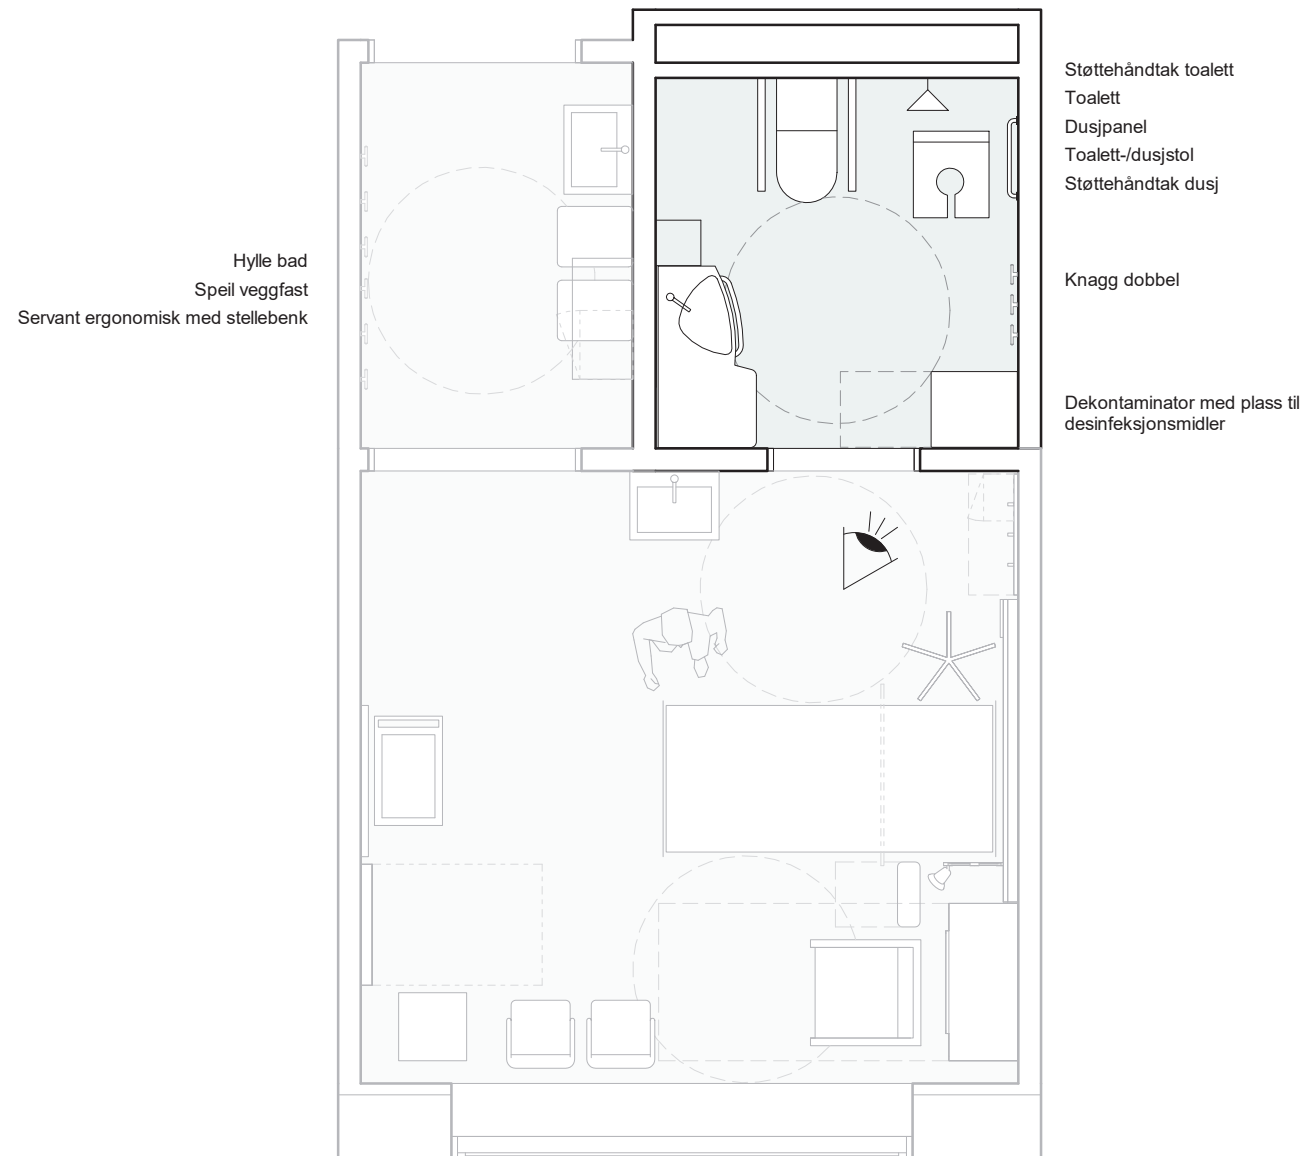 Støttehåndtak toalett
Toalett
Dusjpanel
Toalett-/dusjstol
Støttehåndtak dusj
Hylle bad
Speil veggfast
Servant ergonomisk med stellebenk
Knagg dobbel
Dekontaminator med plass til
desinfeksjonsmidler